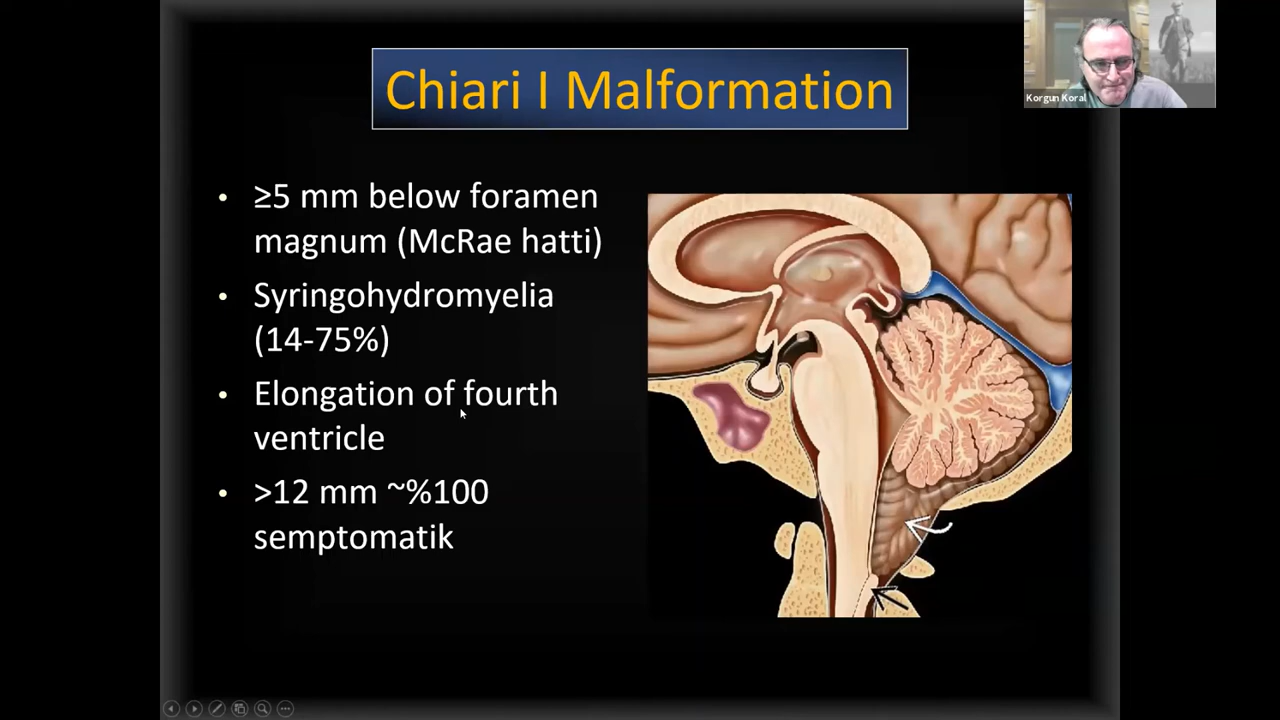 Chiari I Malformation
Korgun Koral
• ≥5 mm below foramen
magnum (McRae hatti)
• Syringohydromyelia
(14-75%)
• Elongation of fourth
ventricle
• >12 mm ~%100
semptomatik